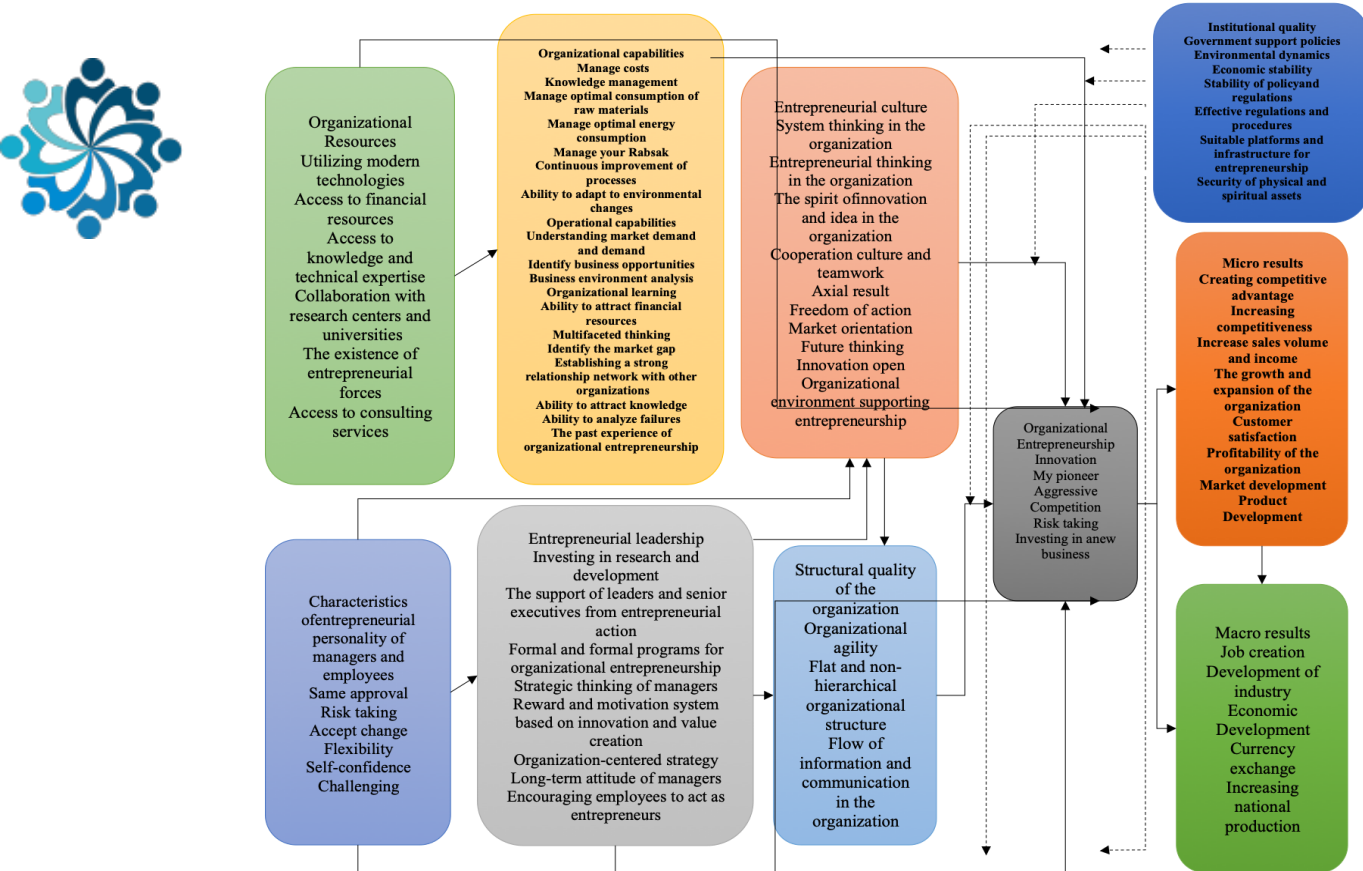 Organizational
Resources
Utilizing modern
technologies
Access to financial
resources
Access to
knowledge and
technical expertise
Collaboration with
research centers and
universities
The existence of
entrepreneurial
forces
Access to consulting
services
Organizational capabilities
Manage costs
Knowledge management
Manage optimal consumption of
raw materials
Manage optimal energy
consumption
Manage your Rabsak
Continuous improvement of
processes
Ability to adapt to environmental
changes
Operational capabilities
Understanding market demand
and demand
Identify business opportunities
Business environment analysis
Organizational learning
Ability to attract financial
resources
Multifaceted thinking
Identify the market gap
Establishing a strong
relationship network with other
organizations
Ability to attract knowledge
Ability to analyze failures
The past experience of
organizational entrepreneurship
Entrepreneurial culture
System thinking in the
organization
Entrepreneurial thinking
in the organization
The spirit ofinnovation
and idea in the
organization
Cooperation culture and
teamwork
Axial result
Freedom of action
Market orientation
Future thinking
Innovation open
Organizational
environment supporting
entrepreneurship
Institutional quality
Government support policies
Environmental dynamics
Economic stability
Stability of policyand
regulations
Effective regulations and
procedures
Suitable platforms and
infrastructure for
entrepreneurship
Security of physical and
spiritual assets
Micro results
Creating competitive
advantage
Increasing
competitiveness
Increase sales volume
and income
The growth and
expansion of the
organization
Customer
satisfaction
Profitability of the
organization
Market development
Product
Development
Organizational
Entrepreneurship
Innovation
My pioneer
Aggressive
Competition
Risk taking
Investing in anew
business
Characteristics
ofentrepreneurial
personality of
managers and
employees
Same approval
Risk taking
Accept change
Flexibility
Self-confidence
Challenging
Entrepreneurial leadership
Investing in research and
development
The support of leaders and senior
executives from entrepreneurial
action
Formal and formal programs for
organizational entrepreneurship
Strategic thinking of managers
Reward and motivation system
based on innovation and value
creation
Organization-centered strategy
Long-term attitude of managers
Encouraging employees to act as
entrepreneurs
Structural quality
of the
organization
Organizational
agility
Flat and non-
hierarchical
organizational
structure
Flow of
information and
communication
in the
organization
Macro results
Job creation
Development of
industry
Economic
Development
Currency
exchange
Increasing
national
production